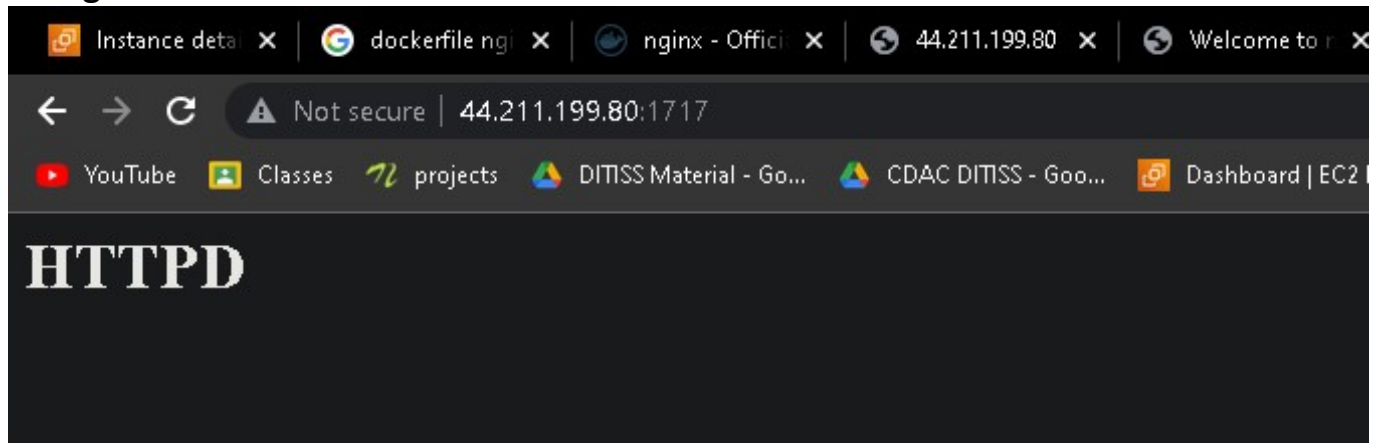 Instance deta dockerfile ngi nginx - Offici 44.211.199.80 Welcome to n
Not secure | 44.211.199.80:1717
YouTube Classes projects DITISS Material - Go... CDAC DITISS - Goo... Dashboard | EC2
HTTPD